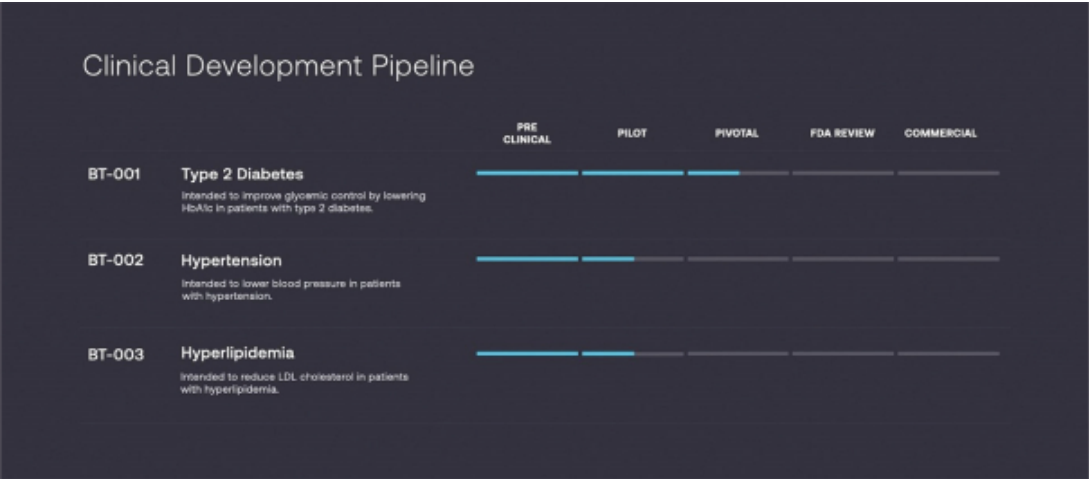 Clinical Development Pipeline
PRE
CLINICAL
PILOT
PIVOTAL
FDA REVIEW
COMMERCIAL
BT-001
Type 2 Diabetes
Intended to improve glycemic control by lowering
HbA1c in patients with type 2 diabetes.
BT-002
Hypertension
Intended to lower blood pressure in patients
with hypertension.
BT-003
Hyperlipidemia
Intended to reduce LDL cholesterol in patients
with hyperlipidemia.